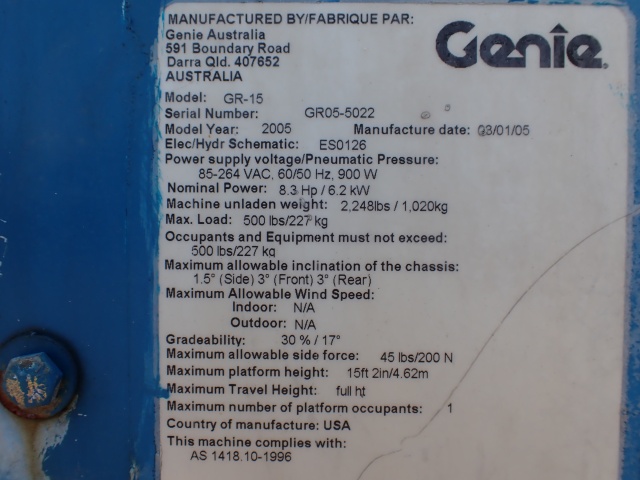 MANUFACTURED BY/FABRIQUE PAR:
Genie
Genie Australia
591 Boundary Road
Darra Qld. 407652
AUSTRALIA
Model: GR-15
Serial Number: GR05-5022
Model Year: 2005 Manufacture date: 03/01/05
Elec/Hydr Schematic: ES0126
Power supply voltage/Pneumatic Pressure:
85-264 VAC, 60/50 Hz, 900 W
Nominal Power: 8.3 Hp / 6.2 kW
Machine unladen weight: 2,248lbs / 1,020kg
Max. Load: 500 lbs/227 kg
Occupants and Equipment must not exceed:
500 lbs/227 kg
Maximum allowable inclination of the chassis:
1.5° (Side) 3° (Front) 3° (Rear)
Maximum Allowable Wind Speed:
Indoor: N/A
Outdoor: N/A
Gradeability: 30 % / 17°
Maximum allowable side force: 45 lbs/200 N
Maximum platform height: 15ft 2in/4.62m
Maximum Travel Height: full ht
Maximum number of platform occupants: 1
Country of manufacture: USA
This machine complies with:
AS 1418.10-1996